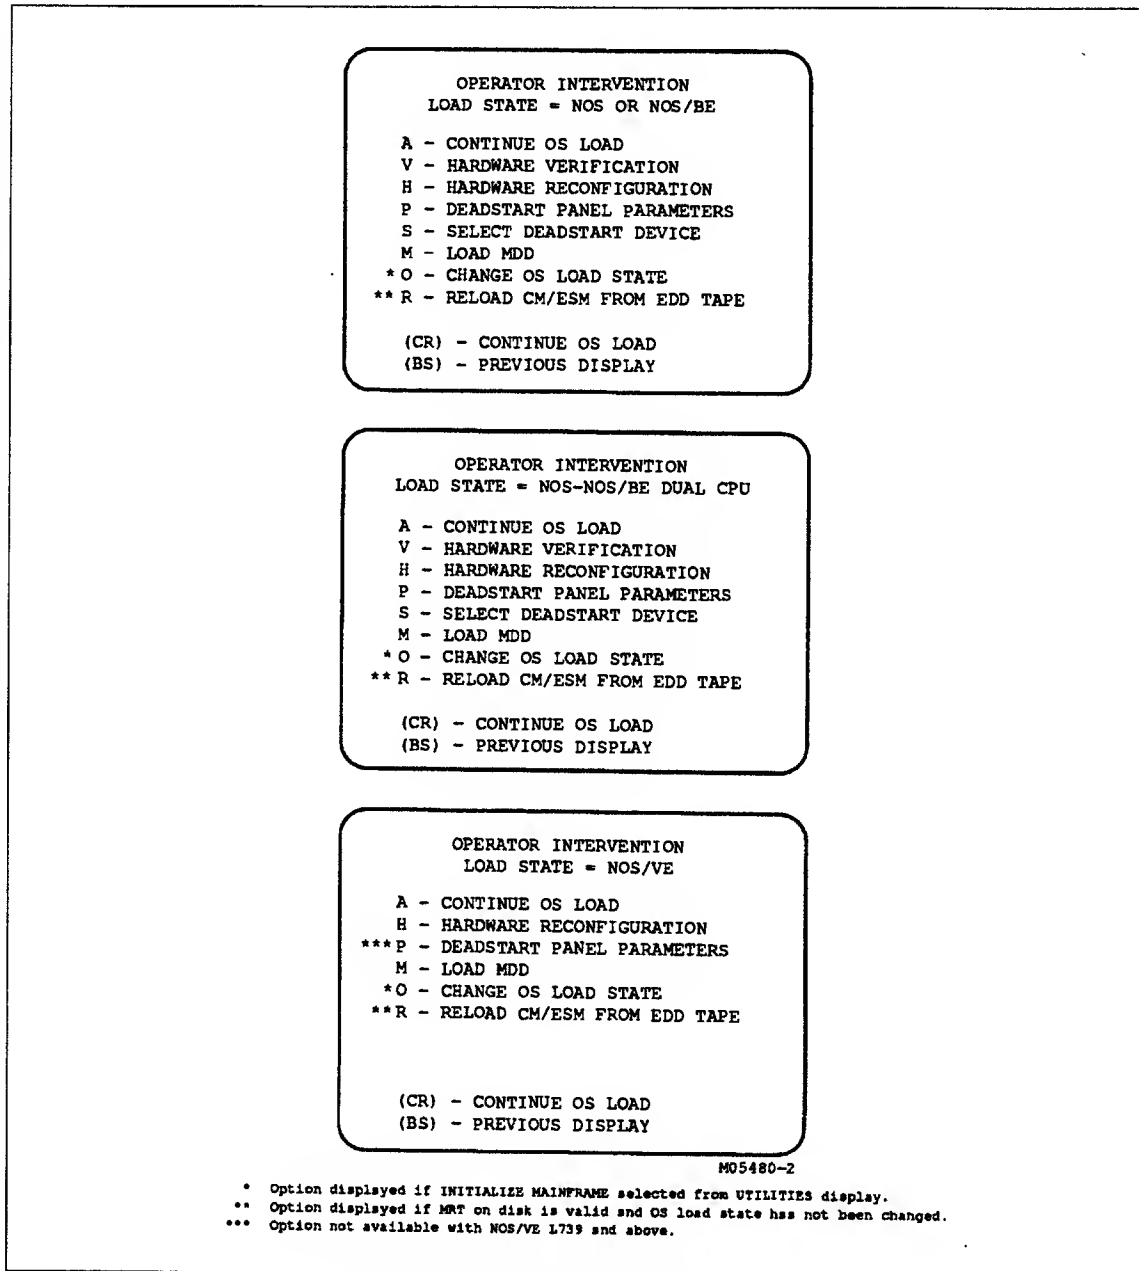 OPERATOR INTERVENTION
LOAD STATE = NOS OR NOS/BE
A - CONTINUE OS LOAD
V - HARDWARE VERIFICATION
H - HARDWARE RECONFIGURATION
P - DEADSTART PANEL PARAMETERS
S - SELECT DEADSTART DEVICE
M - LOAD MDD
* O - CHANGE OS LOAD STATE
** R - RELOAD CM/ESM FROM EDD TAPE
(CR) - CONTINUE OS LOAD
(BS) - PREVIOUS DISPLAY
OPERATOR INTERVENTION
LOAD STATE = NOS-NOS/BE DUAL CPU
A - CONTINUE OS LOAD
V - HARDWARE VERIFICATION
H - HARDWARE RECONFIGURATION
P - DEADSTART PANEL PARAMETERS
S - SELECT DEADSTART DEVICE
M - LOAD MDD
* O - CHANGE OS LOAD STATE
** R - RELOAD CM/ESM FROM EDD TAPE
(CR) - CONTINUE OS LOAD
(BS) - PREVIOUS DISPLAY
OPERATOR INTERVENTION
LOAD STATE = NOS/VE
A - CONTINUE OS LOAD
H - HARDWARE RECONFIGURATION
*** P - DEADSTART PANEL PARAMETERS
M - LOAD MDD
* O - CHANGE OS LOAD STATE
** R - RELOAD CM/ESM FROM EDD TAPE
(CR) - CONTINUE OS LOAD
(BS) - PREVIOUS DISPLAY
M05480-2
* Option displayed if INITIALIZE MAINFRAME selected from UTILITIES display.
** Option displayed if MRT on disk is valid and OS load state has not been changed.
*** Option not available with NOS/VE L739 and above.